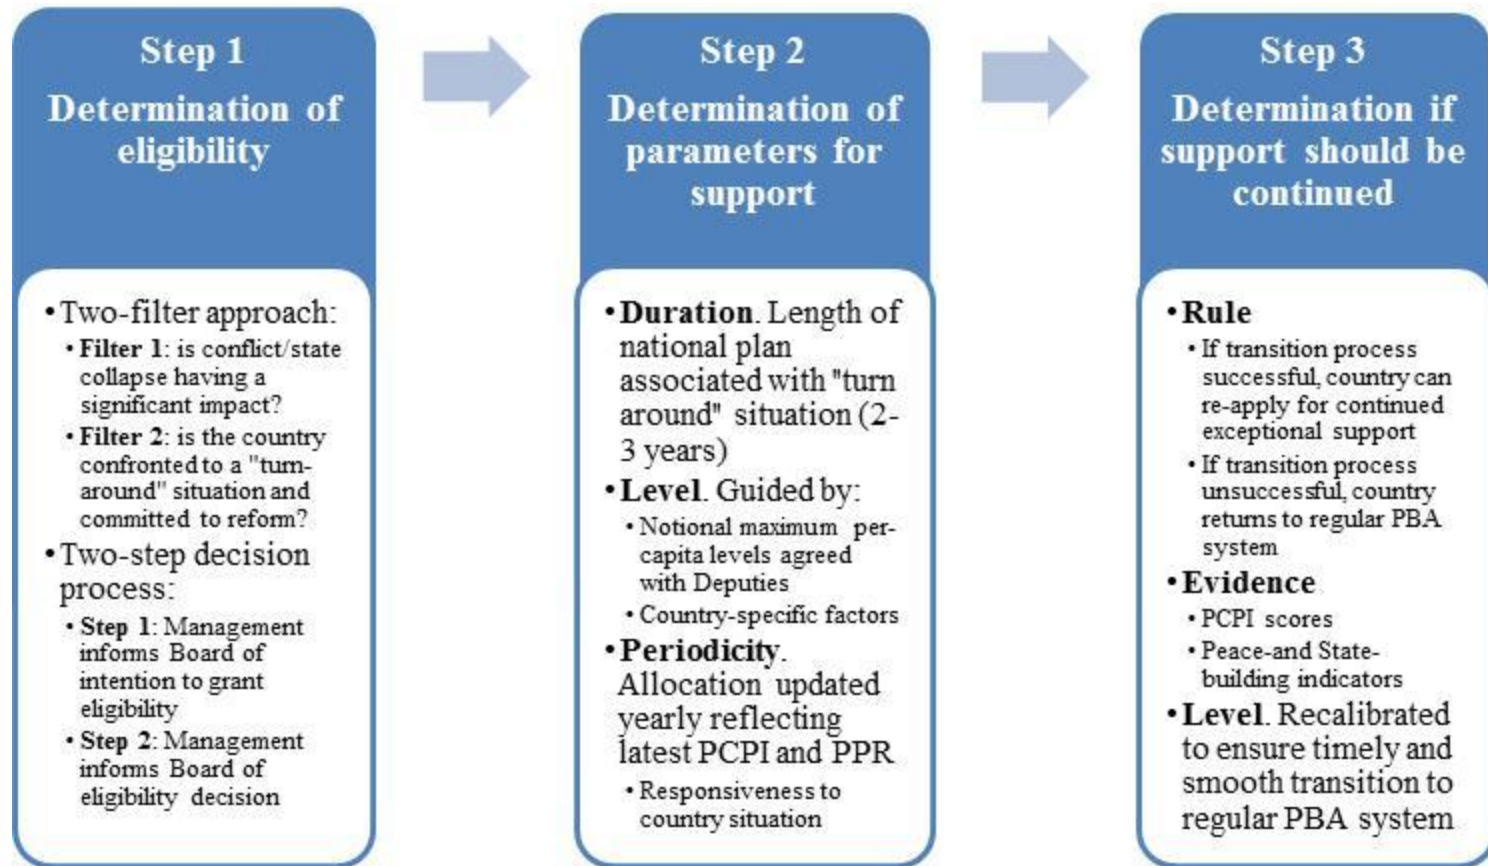 Step 1
Determination of
eligibility
•Two-filter approach:
• Filter 1: is conflict/state
collapse having a
significant impact?
• Filter 2: is the country
confronted to a "turn-
around" situation and
committed to reform?
•Two-step decision
process:
• Step 1: Management
informs Board of
intention to grant
eligibility
• Step 2: Management
informs Board of
eligibility decision
Step 2
Determination of
parameters for
support
•Duration. Length of
national plan
associated with "turn
around" situation (2-
3 years)
•Level. Guided by:
• Notional maximum per-
capita levels agreed
with Deputies
• Country-specific factors
•Periodicity.
Allocation updated
yearly reflecting
latest PCPI and PPR
• Responsiveness to
country situation
Step 3
Determination if
support should be
continued
•Rule
• If transition process
successful, country can
re-apply for continued
exceptional support
• If transition process
unsuccessful, country
returns to regular PBA
system
•Evidence
• PCPI scores
• Peace-and State-
building indicators
•Level. Recalibrated
to ensure timely and
smooth transition to
regular PBA system